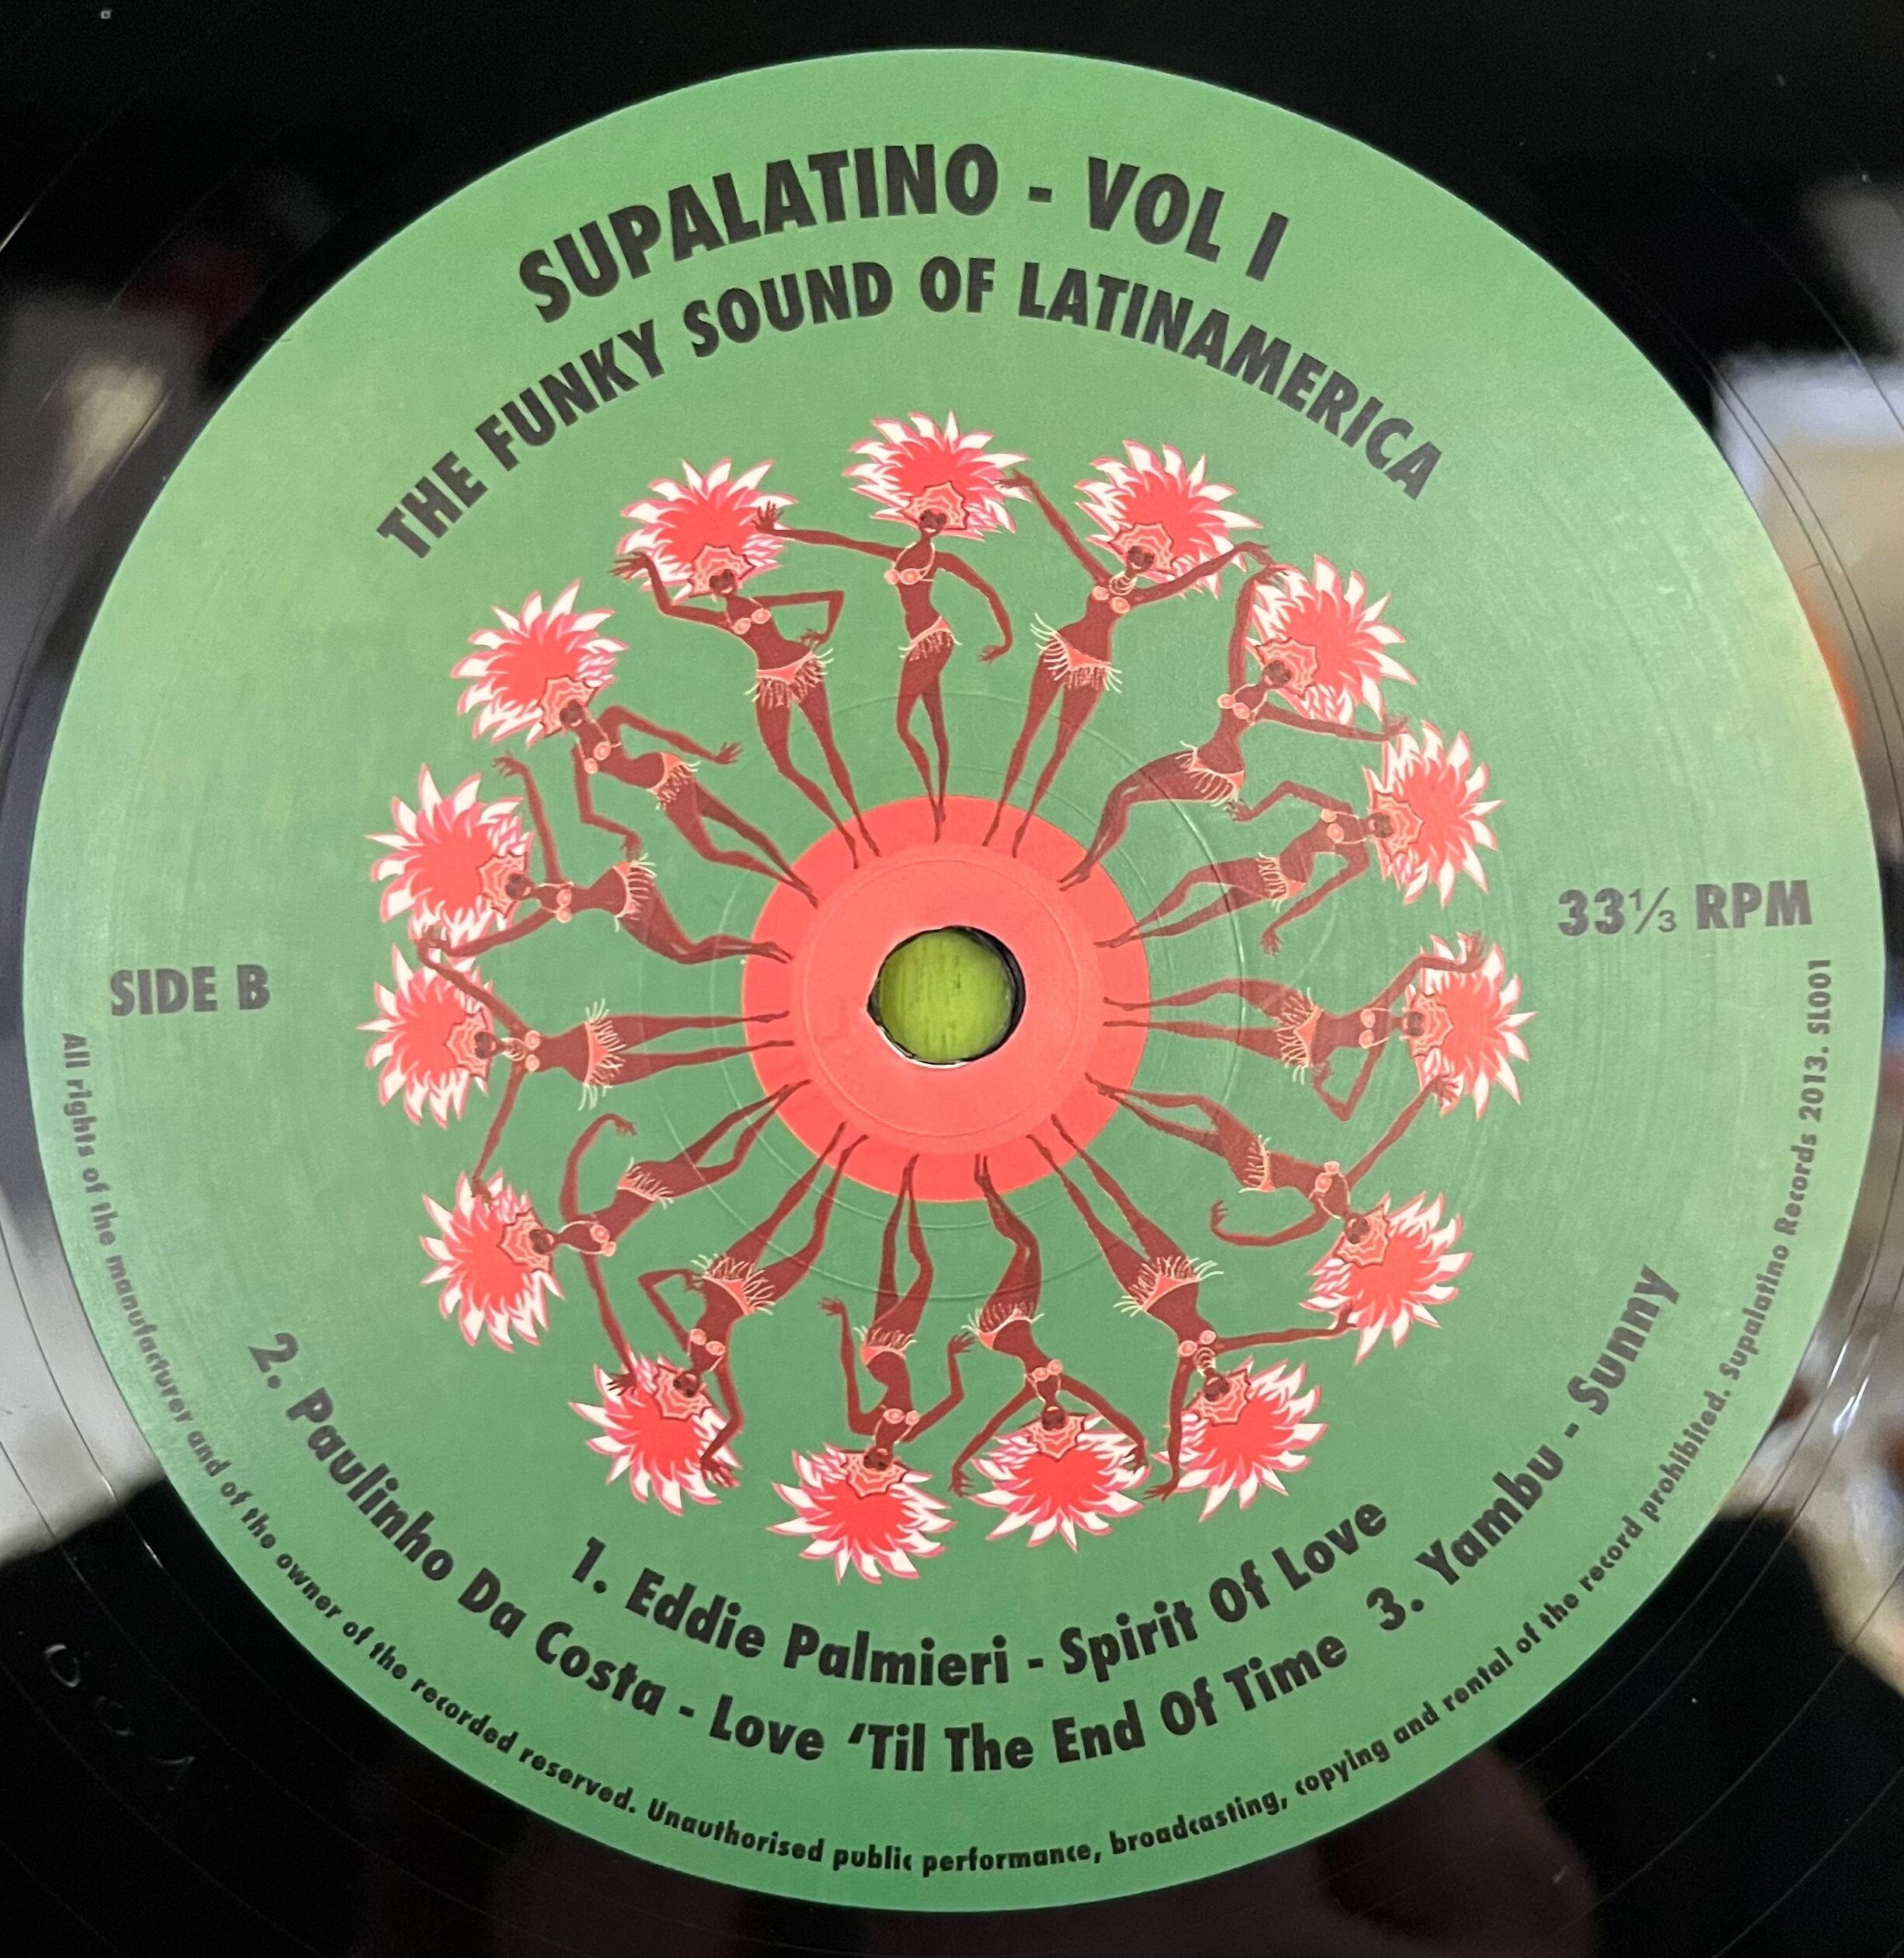 SUPALATINO - VOL I
THE FUNKY SOUND OF LATINAMERICA
SIDE B
33⅓ RPM
1. Eddie Palmieri - Spirit Of Love
2. Paulinho Da Costa - Love ‘Til The End Of Time 3. Yambu - Sunny
All rights of the manufacturer and of the owner of the recorded reserved. Unauthorised public performance, broadcasting, copying and rental of the record prohibited. Supalatino Records 2013. SL001